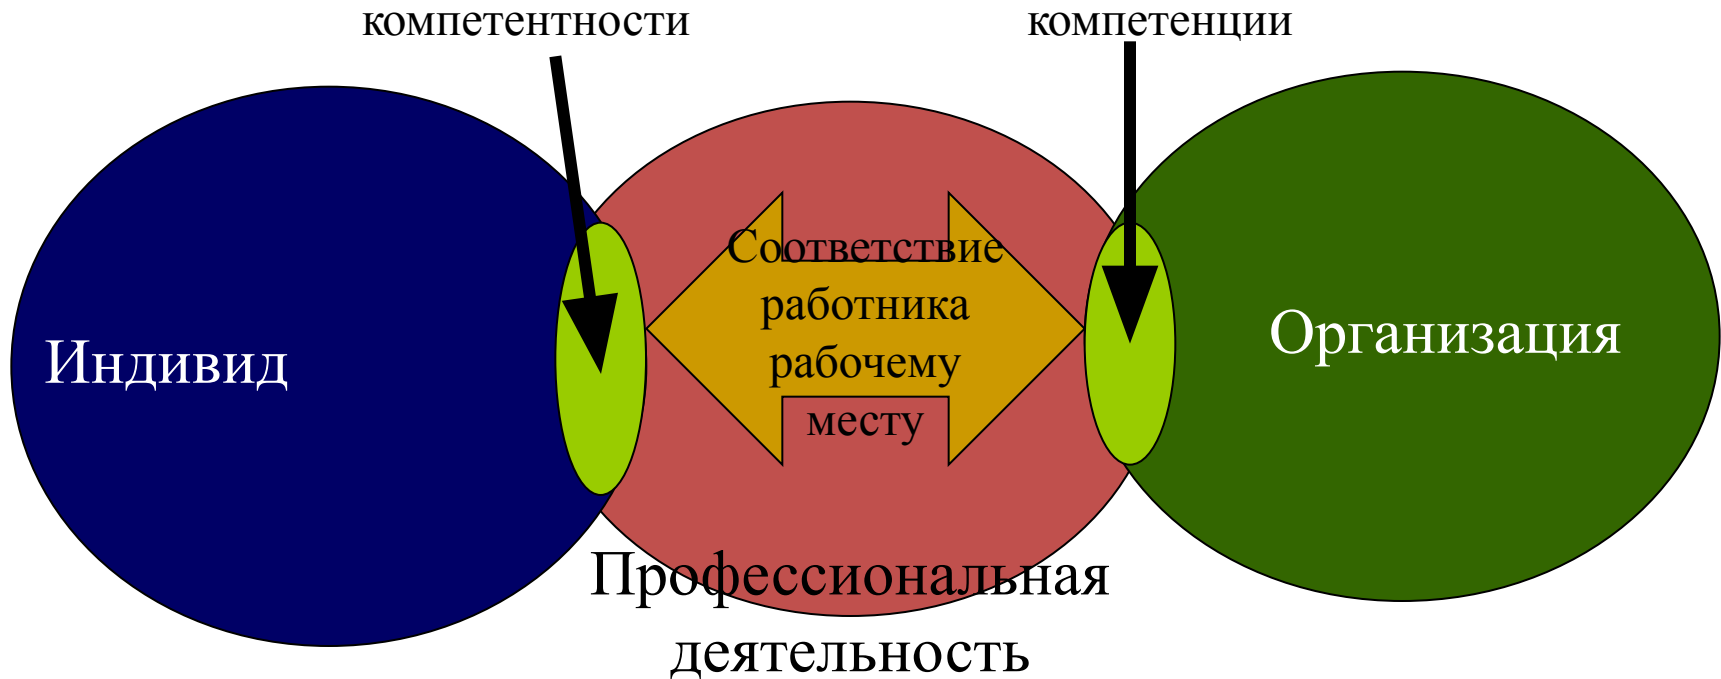 компетентности
компетенции
Индивид
Соответствие
работника
рабочему
месту
Организация
Профессиональная
деятельность